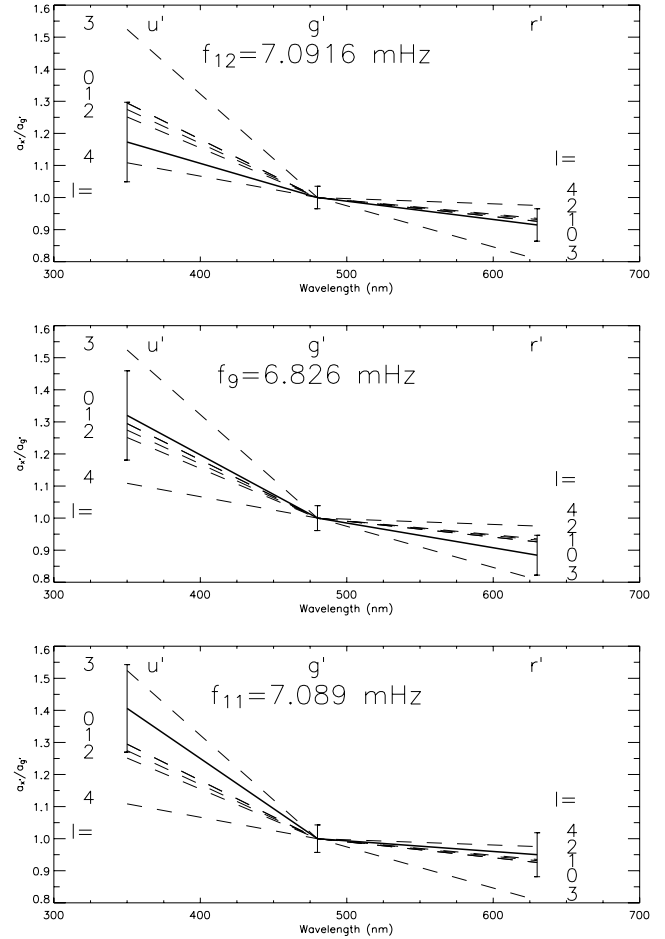 1.6
1.5
1.4
1.3
1.2
1.1
1.0
0.9
0.8
a_x'/a_g'
3 u' g' r'
f_12=7.0916 mHz
0
1
2
4
l=
l=
4
2
1
0
3
300 400 500 600 700
Wavelength (nm)
1.6
1.5
1.4
1.3
1.2
1.1
1.0
0.9
0.8
a_x'/a_g'
3 u' g' r'
f_9=6.826 mHz
0
1
2
4
l=
l=
4
2
1
0
3
300 400 500 600 700
Wavelength (nm)
1.6
1.5
1.4
1.3
1.2
1.1
1.0
0.9
0.8
a_x'/a_g'
3 u' g' r'
f_11=7.089 mHz
0
1
2
4
l=
l=
4
2
1
0
3
300 400 500 600 700
Wavelength (nm)